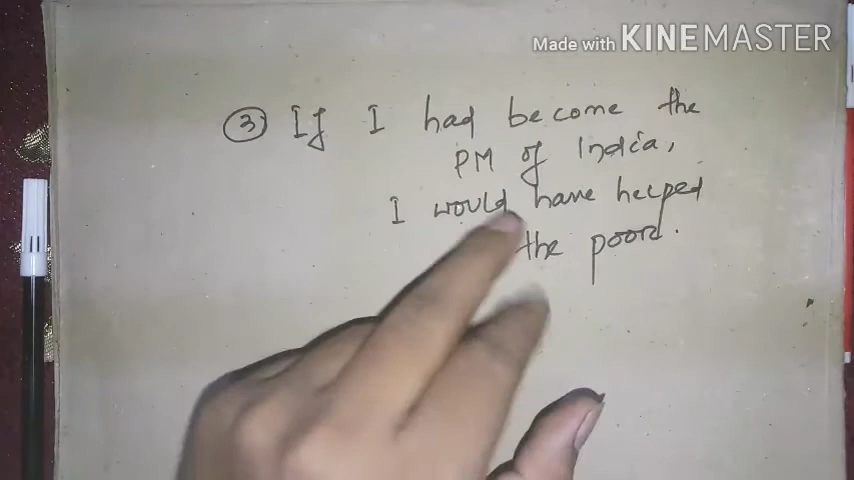 Made with KINEMASTER
③ If I had become the
PM of India,
I would have helped
the poor.